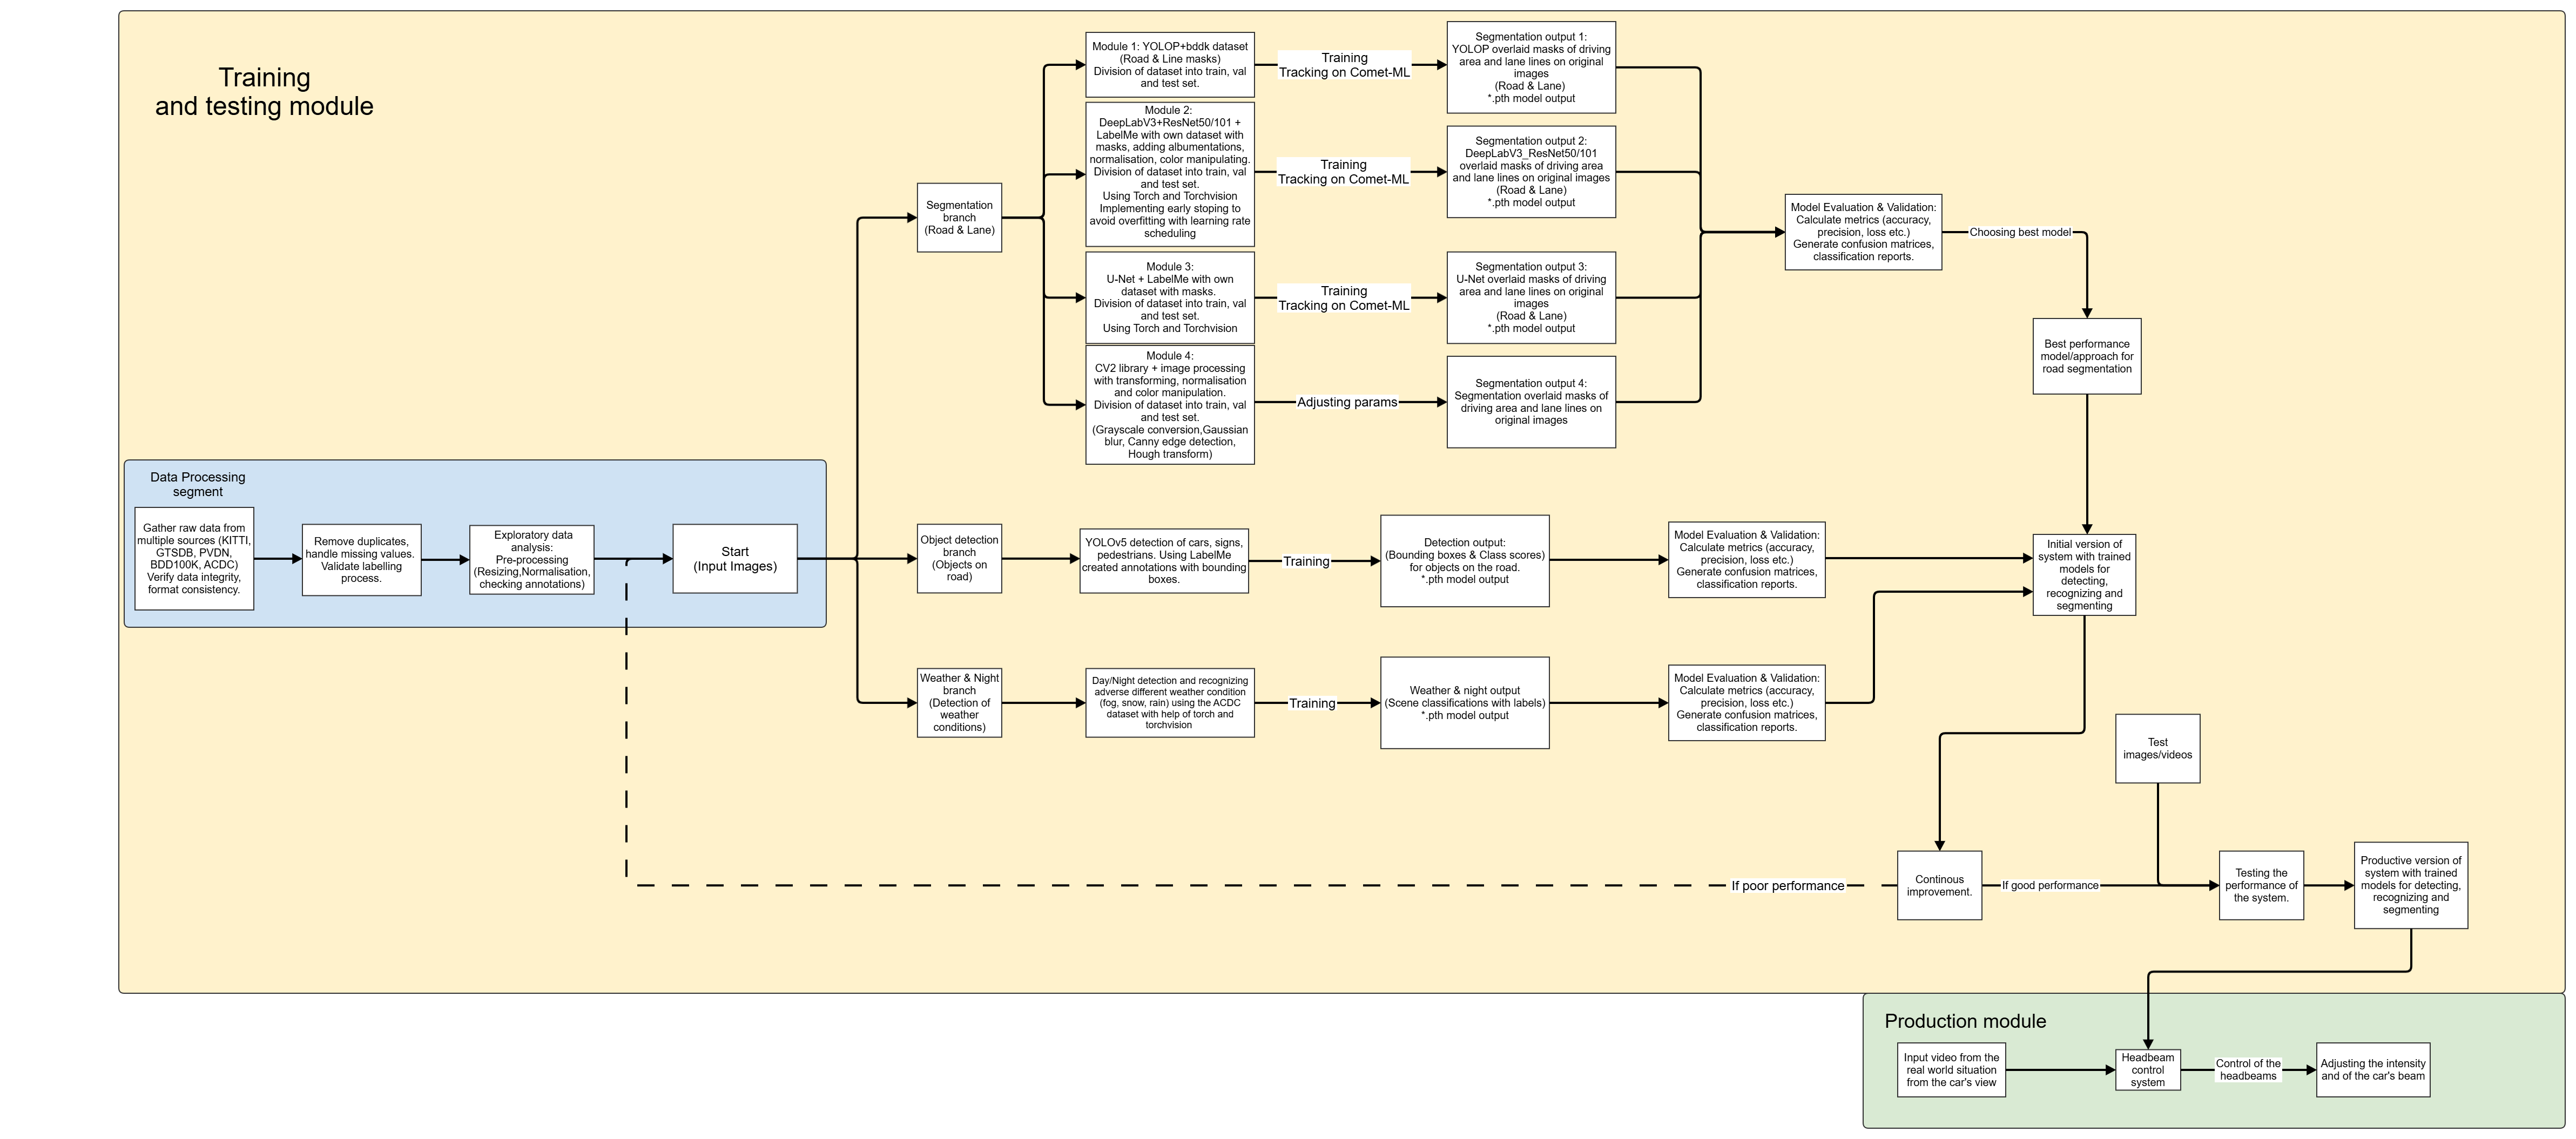 Training
and testing module
Data Processing
segment
Gather raw data from
multiple sources (KITTI,
GTSDB, PVDN,
BDD100K, ACDC)
Verify data integrity,
format consistency.
Remove duplicates,
handle missing values.
Validate labelling
process.
Exploratory data
analysis:
Pre-processing
(Resizing,Normalisation,
checking annotations)
Start
(Input Images)
Segmentation
branch
(Road & Lane)
Module 1: YOLOP+bddk dataset
(Road & Line masks)
Division of dataset into train, val
and test set.
Training
Tracking on Comet-ML
Segmentation output 1:
YOLOP overlaid masks of driving
area and lane lines on original
images
(Road & Lane)
*.pth model output
Module 2:
DeepLabV3+ResNet50/101 +
LabelMe with own dataset with
masks, adding albumentations,
normalisation, color manipulating.
Division of dataset into train, val
and test set.
Using Torch and Torchvision
Implementing early stoping to
avoid overfitting with learning rate
scheduling
Training
Tracking on Comet-ML
Segmentation output 2:
DeepLabV3_ResNet50/101
overlaid masks of driving area
and lane lines on original images
(Road & Lane)
*.pth model output
Module 3:
U-Net + LabelMe with own
dataset with masks.
Division of dataset into train, val
and test set.
Using Torch and Torchvision
Training
Tracking on Comet-ML
Segmentation output 3:
U-Net overlaid masks of driving
area and lane lines on original
images
(Road & Lane)
*.pth model output
Module 4:
CV2 library + image processing
with transforming, normalisation
and color manipulation.
Division of dataset into train, val
and test set.
(Grayscale conversion,Gaussian
blur, Canny edge detection,
Hough transform)
Adjusting params
Segmentation output 4:
Segmentation overlaid masks of
driving area and lane lines on
original images
Model Evaluation & Validation:
Calculate metrics (accuracy,
precision, loss etc.)
Generate confusion matrices,
classification reports.
Choosing best model
Best performance
model/approach for
road segmentation
Object detection
branch
(Objects on
road)
YOLOv5 detection of cars, signs,
pedestrians. Using LabelMe
created annotations with bounding
boxes.
Training
Detection output:
(Bounding boxes & Class scores)
for objects on the road.
*.pth model output
Model Evaluation & Validation:
Calculate metrics (accuracy,
precision, loss etc.)
Generate confusion matrices,
classification reports.
Initial version of
system with trained
models for
detecting,
recognizing and
segmenting
Weather & Night
branch
(Detection of
weather
conditions)
Day/Night detection and recognizing
adverse different weather condition
(fog, snow, rain) using the ACDC
dataset with help of torch and
torchvision
Training
Weather & night output
(Scene classifications with labels)
*.pth model output
Model Evaluation & Validation:
Calculate metrics (accuracy,
precision, loss etc.)
Generate confusion matrices,
classification reports.
Test
images/videos
If poor performance
Continous
improvement.
If good performance
Testing the
performance of
the system.
Productive version of
system with trained
models for detecting,
recognizing and
segmenting
Production module
Input video from the
real world situation
from the car's view
Headbeam
control
system
Control of the
headbeams
Adjusting the intensity
and of the car's beam